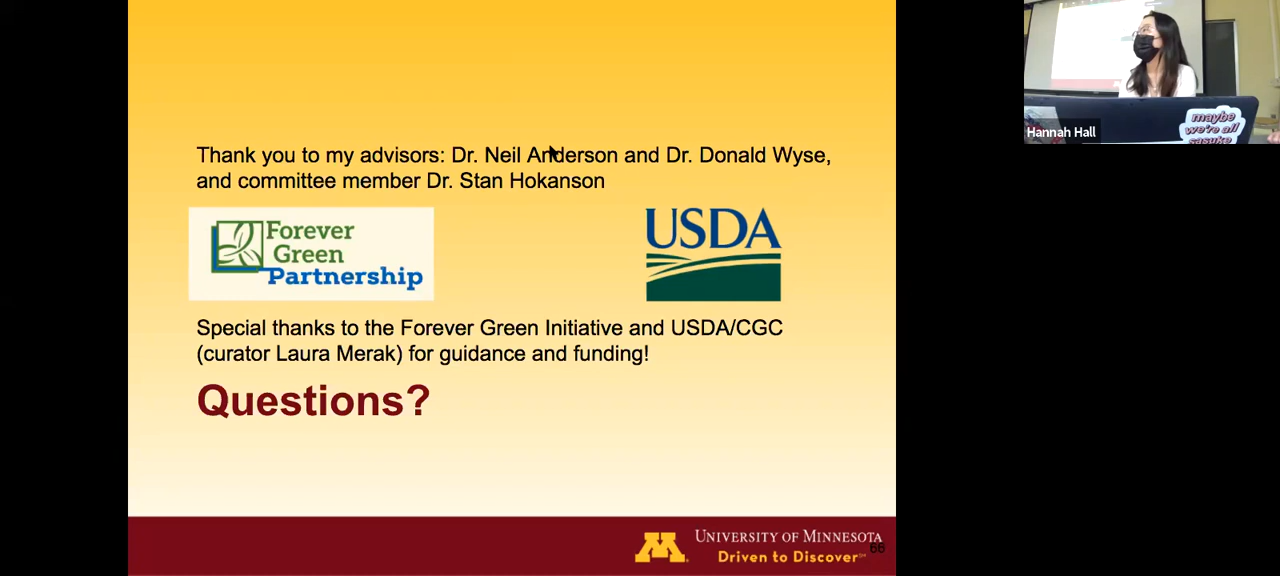 Thank you to my advisors: Dr. Neil Anderson and Dr. Donald Wyse,
and committee member Dr. Stan Hokanson
Forever
Green
Partnership
USDA
Special thanks to the Forever Green Initiative and USDA/CGC
(curator Laura Merak) for guidance and funding!
Questions?
UNIVERSITY OF MINNESOTA
Driven to Discover
66
Hannah Hall
maybe
we're all
sasuke